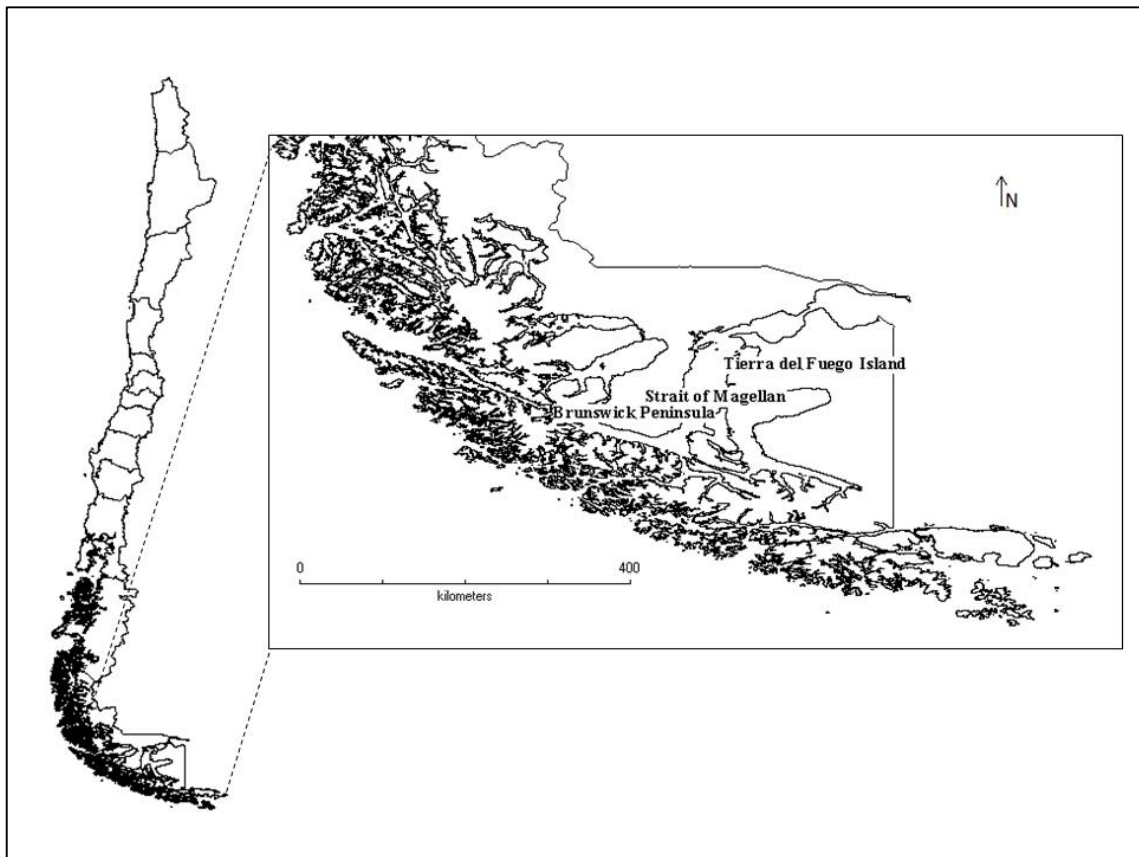 N
Tierra del Fuego Island
Strait of Magellan
Brunswick Peninsula
0 400
kilometers